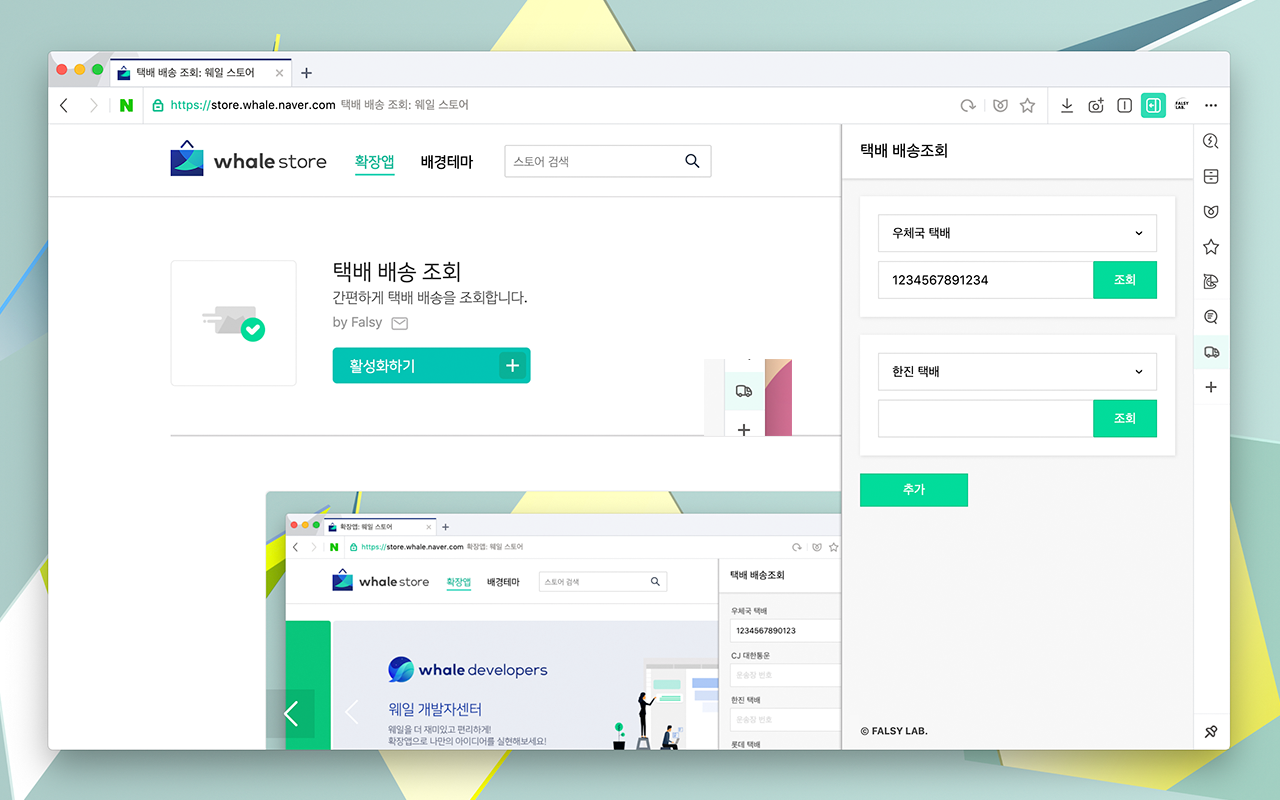 택배 배송 조회: 웨일 스토어
https://store.whale.naver.com 택배 배송 조회: 웨일 스토어
FALSY LAB.
whale store
확장앱
배경테마
스토어 검색
택배 배송 조회
간편하게 택배 배송을 조회합니다.
by Falsy
활성화하기
확장앱: 웨일 스토어
https://store.whale.naver.com 확장앱: 웨일 스토어
whale store
확장앱
배경테마
스토어 검색
whale developers
웨일 개발자센터
웨일을 더 재미있고 편리하게!
확장앱으로 나만의 아이디어를 실현해보세요!
택배 배송조회
우체국 택배
1234567890123
CJ 대한통운
운송장 번호
한진 택배
운송장 번호
롯데 택배
택배 배송조회
우체국 택배
1234567891234
조회
한진 택배
조회
추가
© FALSY LAB.